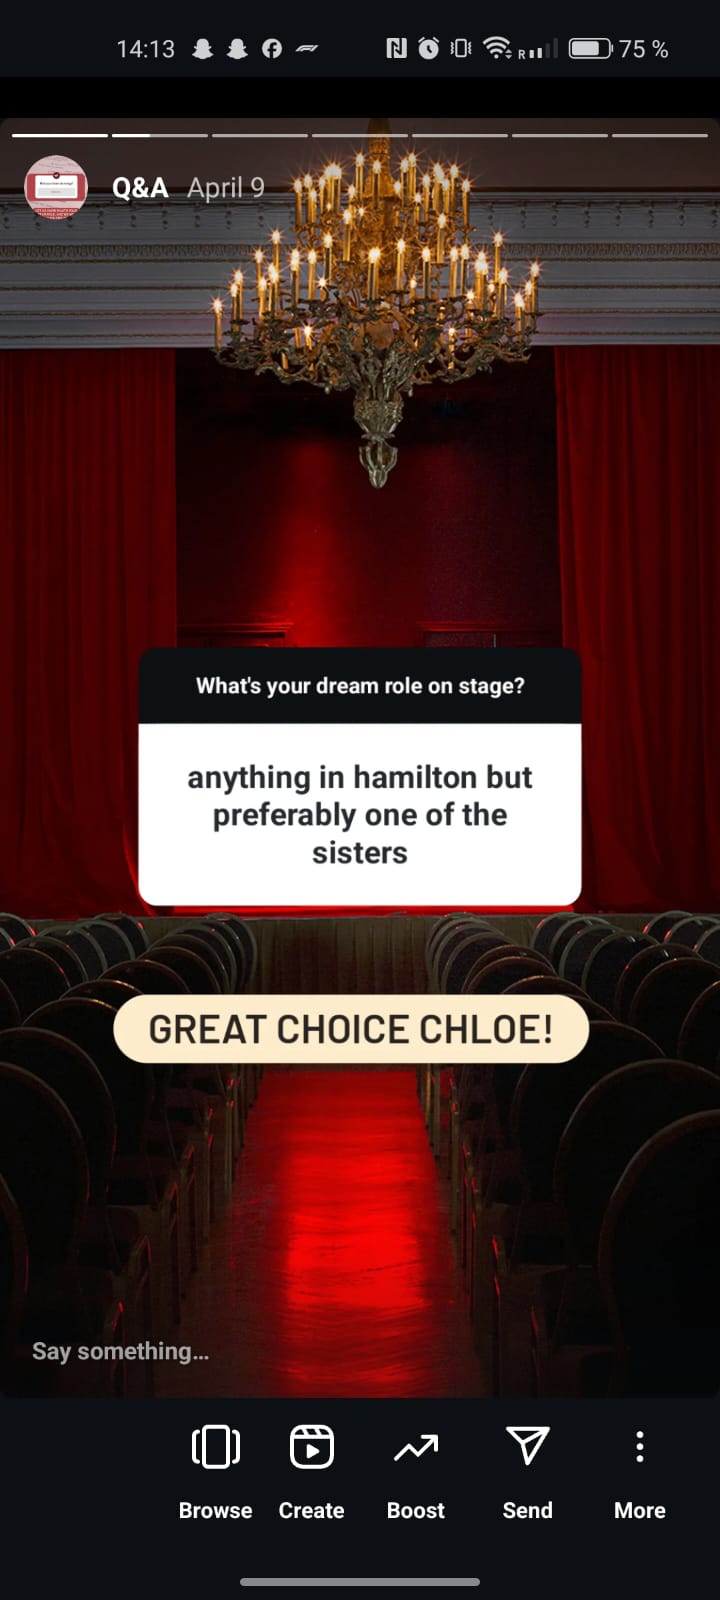 14:13
R
75 %
Q&A April 9
What's your dream role on stage?
anything in hamilton but
preferably one of the
sisters
GREAT CHOICE CHLOE!
Say something...
Browse Create Boost Send More